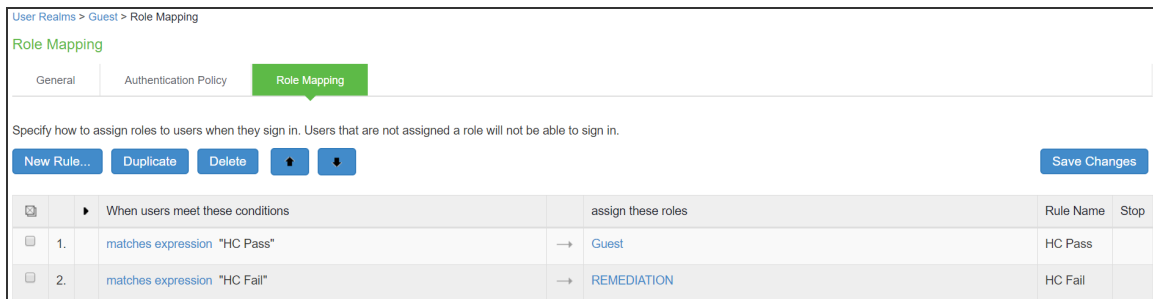 User Realms > Guest > Role Mapping
Role Mapping
General Authentication Policy Role Mapping
Specify how to assign roles to users when they sign in. Users that are not assigned a role will not be able to sign in.
New Rule... Duplicate Delete Save Changes
When users meet these conditions assign these roles Rule Name Stop
1. matches expression "HC Pass" → Guest HC Pass
2. matches expression "HC Fail" → REMEDIATION HC Fail